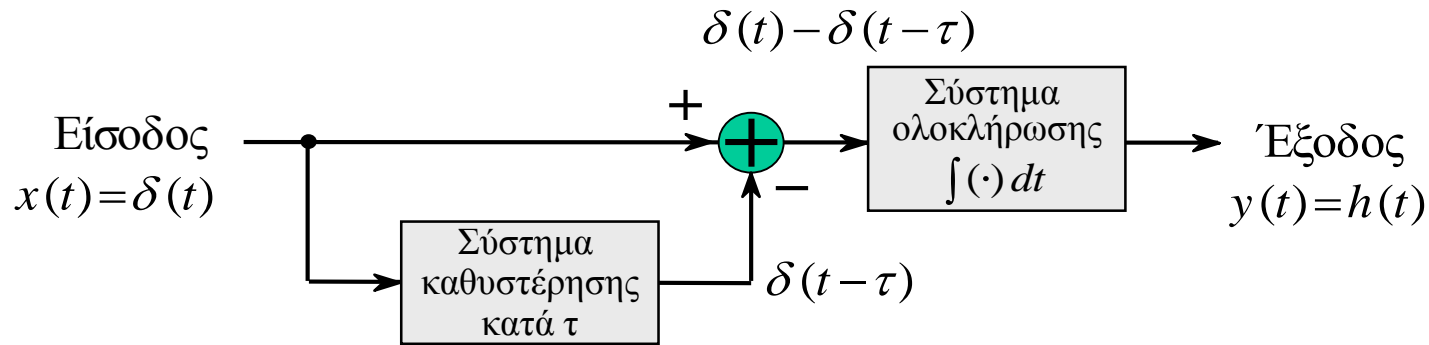 δ(t) − δ(t − τ)
Σύστημα
ολοκλήρωσης
∫(·) dt
+
Είσοδος
x(t) = δ(t)
+
−
Έξοδος
y(t) = h(t)
Σύστημα
καθυστέρησης
κατά τ
δ(t − τ)